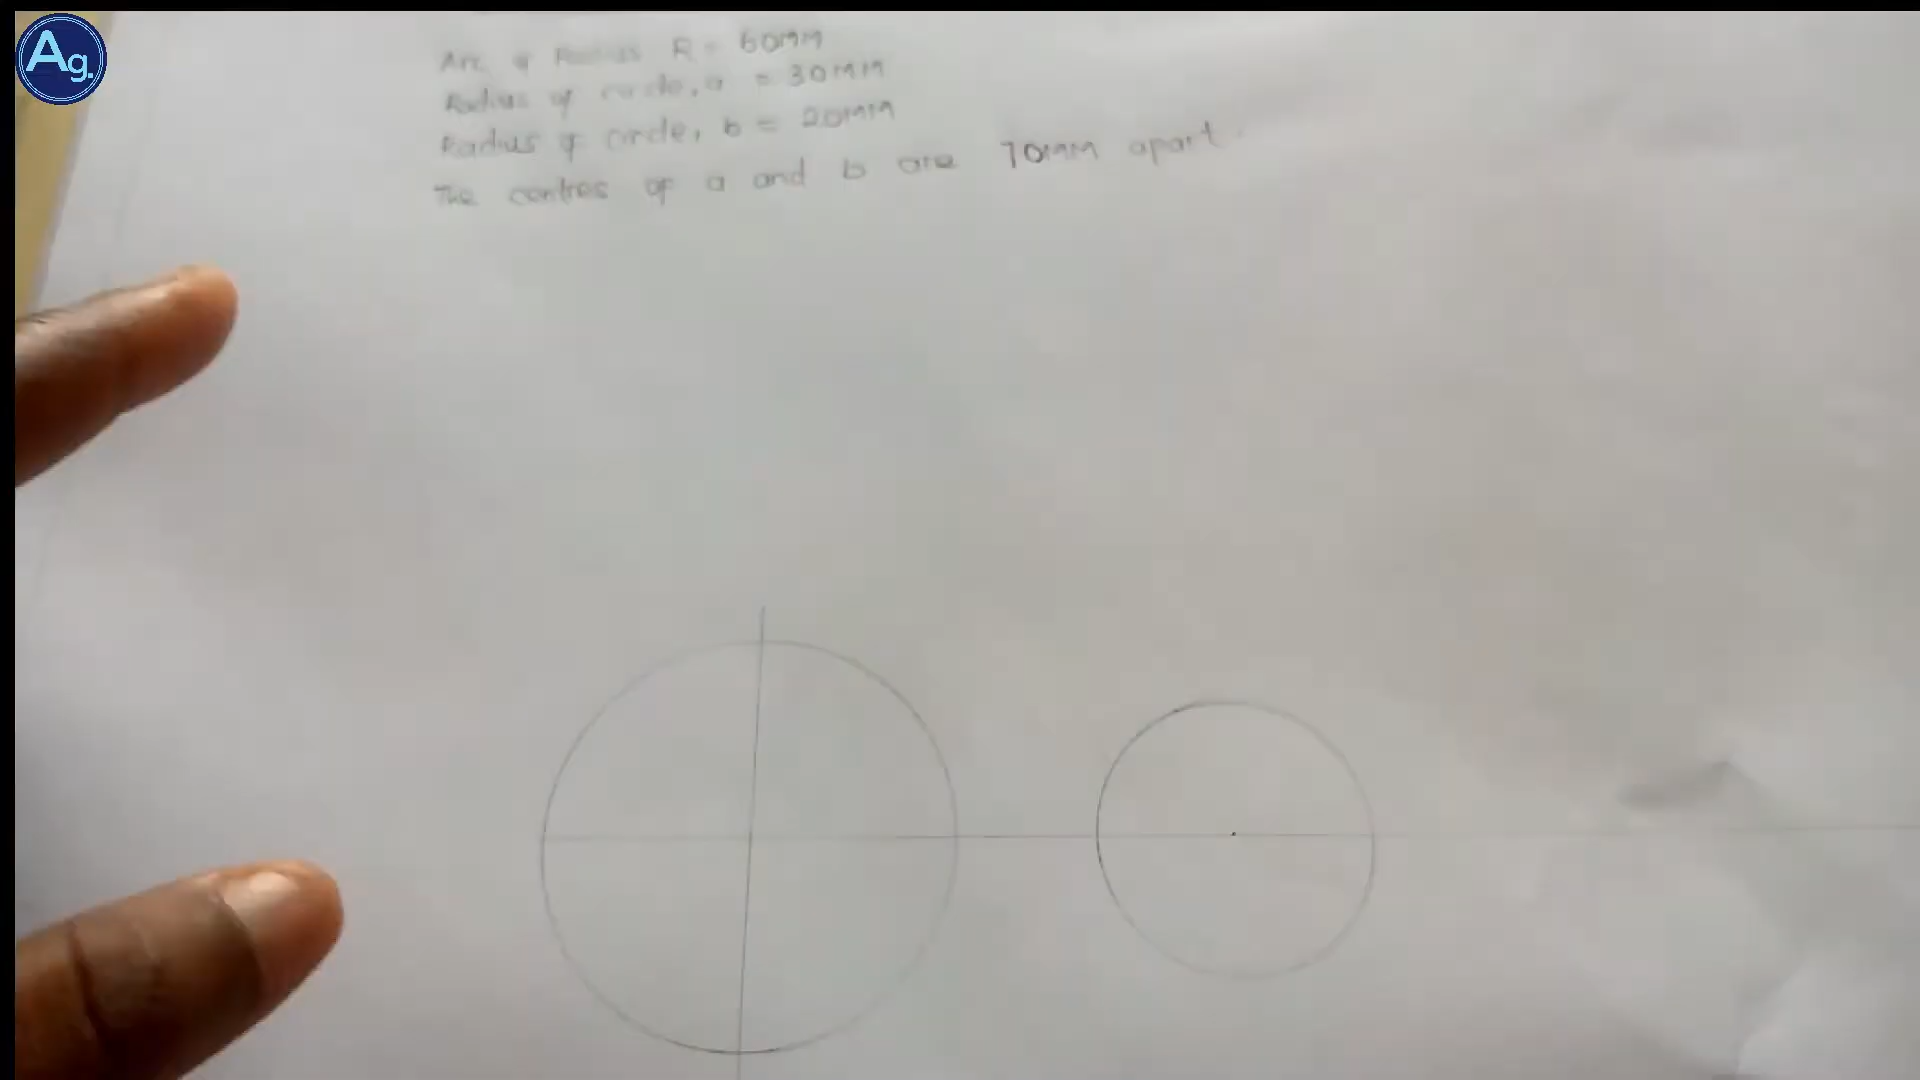 Ag.
Arc of Radius R = 60MM
Radius of circle, a = 30MM
Radius of circle, b = 20MM
The centres of a and b are 70MM apart.